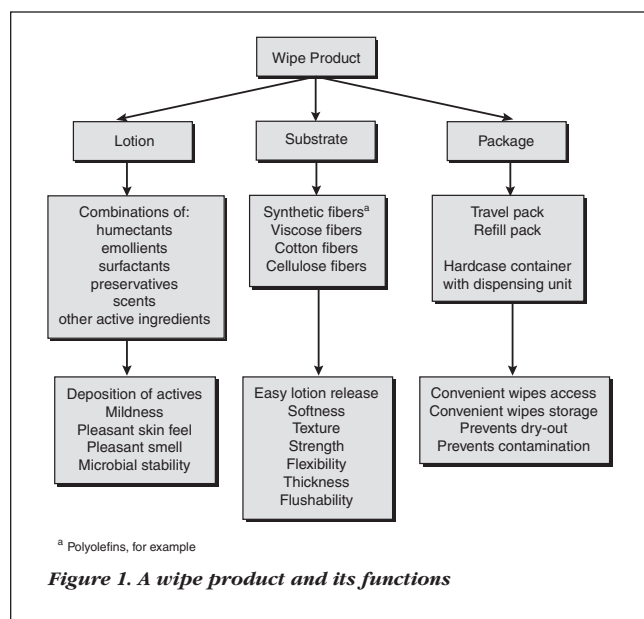 Wipe Product
Lotion
Substrate
Package
Combinations of:
humectants
emollients
surfactants
preservatives
scents
other active ingredients
Synthetic fibersᵃ
Viscose fibers
Cotton fibers
Cellulose fibers
Travel pack
Refill pack
Hardcase container
with dispensing unit
Deposition of actives
Mildness
Pleasant skin feel
Pleasant smell
Microbial stability
Easy lotion release
Softness
Texture
Strength
Flexibility
Thickness
Flushability
Convenient wipes access
Convenient wipes storage
Prevents dry-out
Prevents contamination
ᵃ Polyolefins, for example
Figure 1. A wipe product and its functions